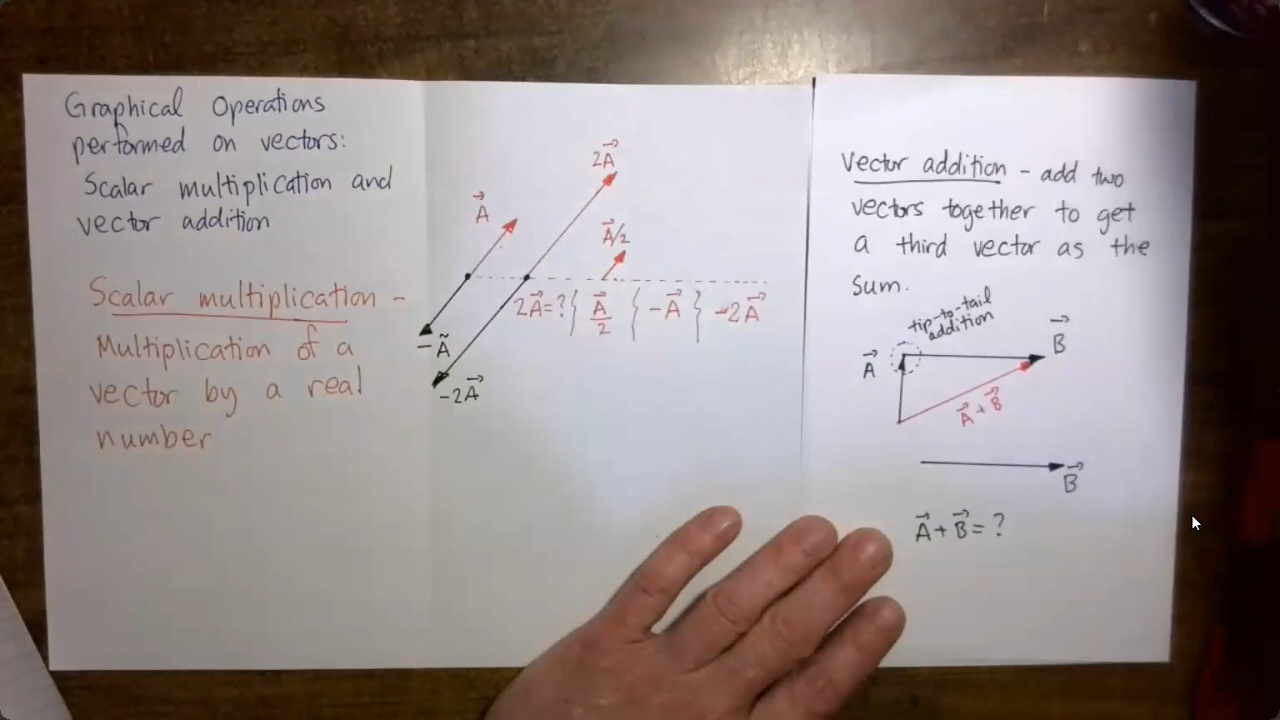 Graphical Operations
performed on vectors:
Scalar multiplication and
vector addition
Scalar multiplication -
Multiplication of a
vector by a real
number
2A⃗
A⃗
A⃗/2
2A⃗=? { A⃗/2 { -A⃗ } -2A⃗
-Ã
-2A⃗
Vector addition - add two
vectors together to get
a third vector as the
sum.
tip-to-tail
addition
A⃗
B⃗
A⃗+B⃗
B⃗
A⃗+B⃗=?